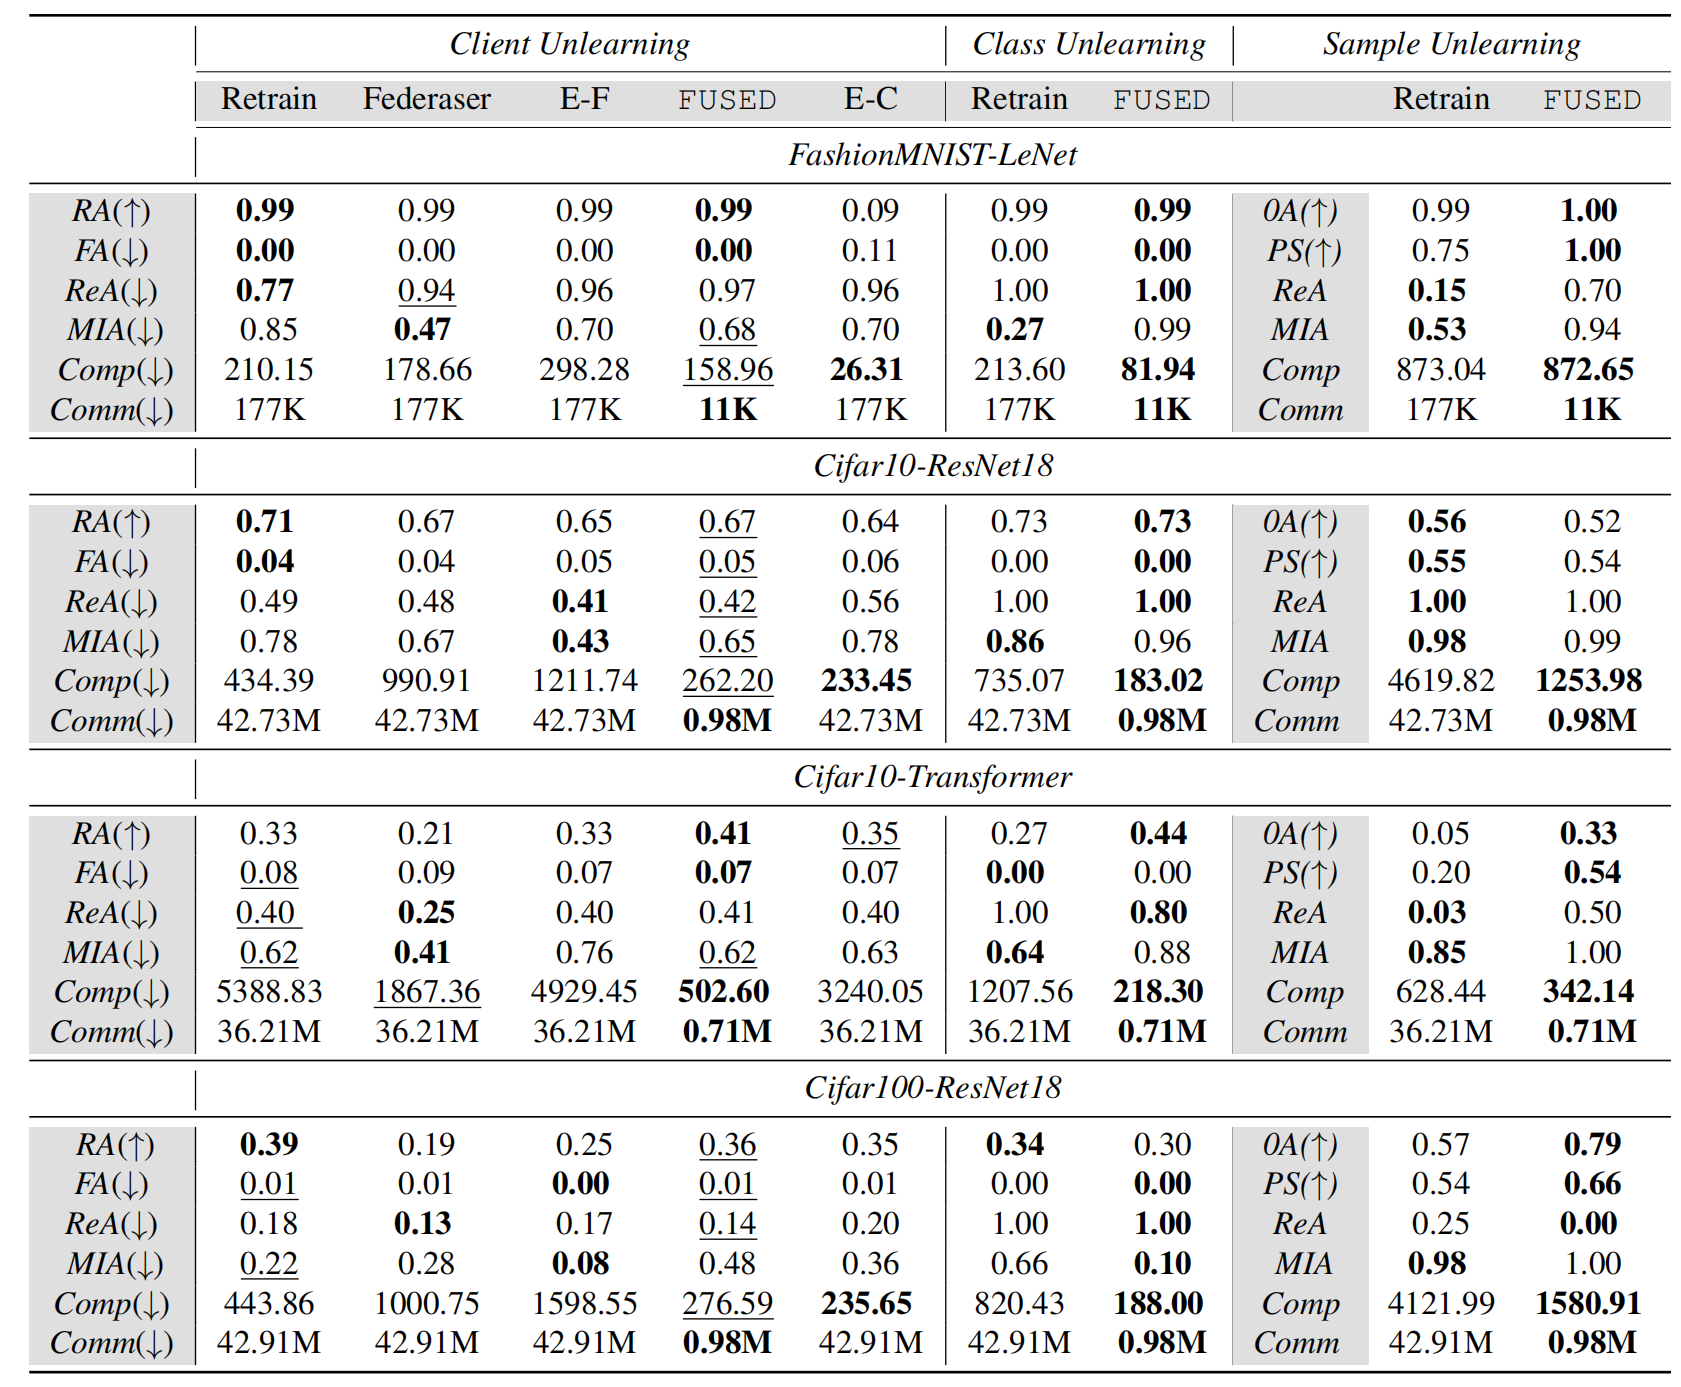 Client Unlearning Class Unlearning Sample Unlearning
Retrain Federaser E-F FUSED E-C Retrain FUSED Retrain FUSED
FashionMNIST-LeNet
RA(↑) 0.99 0.99 0.99 0.99 0.09 0.99 0.99 0A(↑) 0.99 1.00
FA(↓) 0.00 0.00 0.00 0.00 0.11 0.00 0.00 PS(↑) 0.75 1.00
ReA(↓) 0.77 0.94 0.96 0.97 0.96 1.00 1.00 ReA 0.15 0.70
MIA(↓) 0.85 0.47 0.70 0.68 0.70 0.27 0.99 MIA 0.53 0.94
Comp(↓) 210.15 178.66 298.28 158.96 26.31 213.60 81.94 Comp 873.04 872.65
Comm(↓) 177K 177K 177K 11K 177K 177K 11K Comm 177K 11K
Cifar10-ResNet18
RA(↑) 0.71 0.67 0.65 0.67 0.64 0.73 0.73 0A(↑) 0.56 0.52
FA(↓) 0.04 0.04 0.05 0.05 0.06 0.00 0.00 PS(↑) 0.55 0.54
ReA(↓) 0.49 0.48 0.41 0.42 0.56 1.00 1.00 ReA 1.00 1.00
MIA(↓) 0.78 0.67 0.43 0.65 0.78 0.86 0.96 MIA 0.98 0.99
Comp(↓) 434.39 990.91 1211.74 262.20 233.45 735.07 183.02 Comp 4619.82 1253.98
Comm(↓) 42.73M 42.73M 42.73M 0.98M 42.73M 42.73M 0.98M Comm 42.73M 0.98M
Cifar10-Transformer
RA(↑) 0.33 0.21 0.33 0.41 0.35 0.27 0.44 0A(↑) 0.05 0.33
FA(↓) 0.08 0.09 0.07 0.07 0.07 0.00 0.00 PS(↑) 0.20 0.54
ReA(↓) 0.40 0.25 0.40 0.41 0.40 1.00 0.80 ReA 0.03 0.50
MIA(↓) 0.62 0.41 0.76 0.62 0.63 0.64 0.88 MIA 0.85 1.00
Comp(↓) 5388.83 1867.36 4929.45 502.60 3240.05 1207.56 218.30 Comp 628.44 342.14
Comm(↓) 36.21M 36.21M 36.21M 0.71M 36.21M 36.21M 0.71M Comm 36.21M 0.71M
Cifar100-ResNet18
RA(↑) 0.39 0.19 0.25 0.36 0.35 0.34 0.30 0A(↑) 0.57 0.79
FA(↓) 0.01 0.01 0.00 0.01 0.01 0.00 0.00 PS(↑) 0.54 0.66
ReA(↓) 0.18 0.13 0.17 0.14 0.20 1.00 1.00 ReA 0.25 0.00
MIA(↓) 0.22 0.28 0.08 0.48 0.36 0.66 0.10 MIA 0.98 1.00
Comp(↓) 443.86 1000.75 1598.55 276.59 235.65 820.43 188.00 Comp 4121.99 1580.91
Comm(↓) 42.91M 42.91M 42.91M 0.98M 42.91M 42.91M 0.98M Comm 42.91M 0.98M